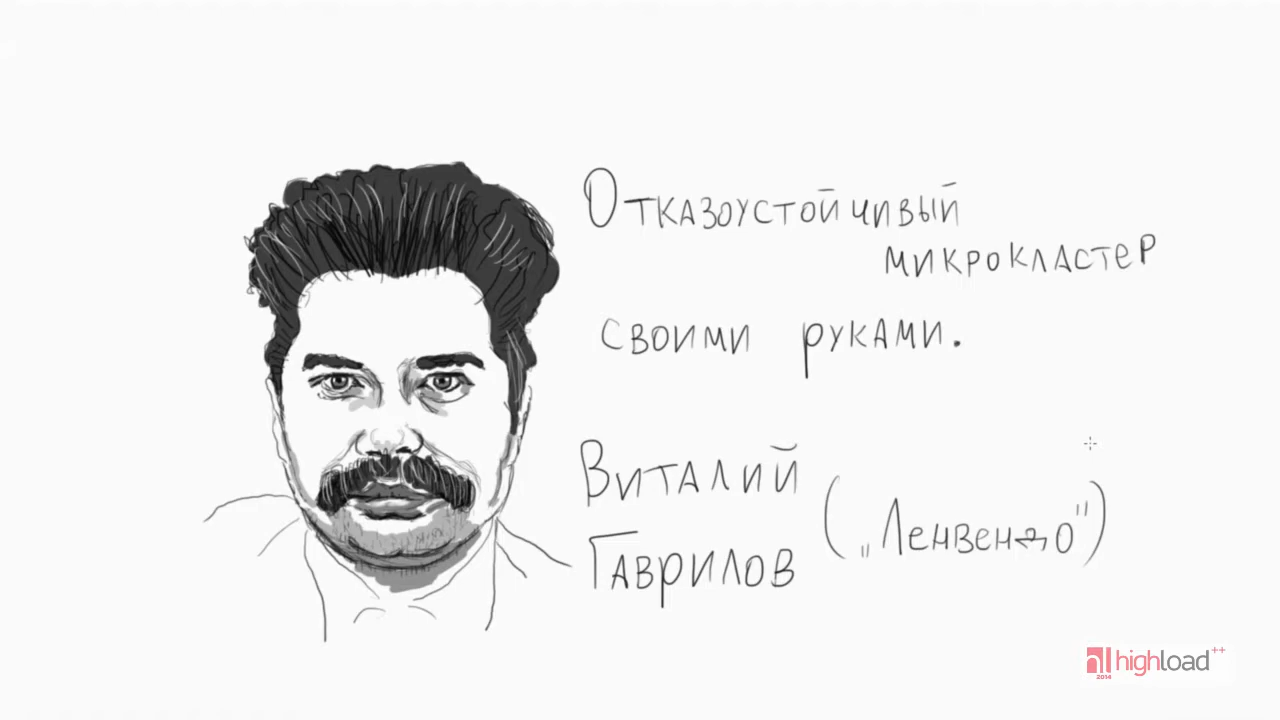 Отказоустойчивый
микрокластер
своими руками.
Виталий
Гаврилов
(„Ленвендо")
highload++
2014